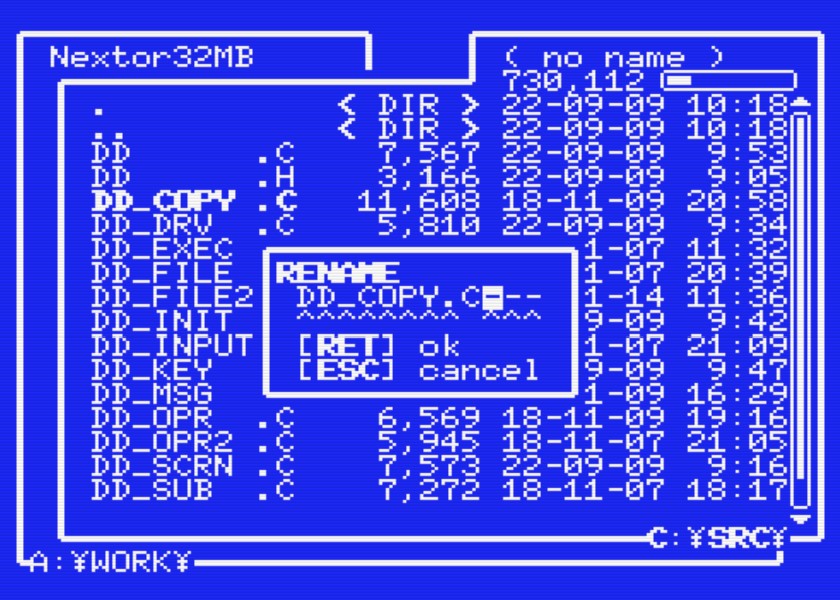 Nextor32MB ( no name )
730,112
. < DIR > 22-09-09 10:18
.. < DIR > 22-09-09 10:18
DD .C 7,567 22-09-09 9:53
DD .H 3,166 22-09-09 9:05
DD_COPY .C 11,608 18-11-09 20:58
DD_DRV .C 5,810 22-09-09 9:34
DD_EXEC 1-07 11:32
RENAME
DD_FILE 1-07 20:39
DD_COPY.C---
DD_FILE2 1-14 11:36
^^^^^^^^ ^^^
DD_INIT 9-09 9:42
DD_INPUT [RET] ok 1-07 21:09
DD_KEY [ESC] cancel 9-09 9:47
DD_MSG 1-09 16:29
DD_OPR .C 6,569 18-11-09 19:16
DD_OPR2 .C 5,945 18-11-07 21:05
DD_SCRN .C 7,573 22-09-09 9:16
DD_SUB .C 7,272 18-11-07 18:17
C:¥SRC¥
A:¥WORK¥